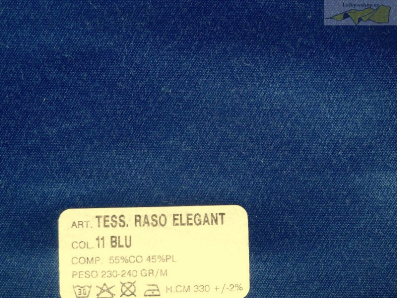 ART. TESS. RASO ELEGANT
COL. 11 BLU
COMP. 55%CO 45%PL
PESO 230-240 GR/M
H.CM 330 +/-2%